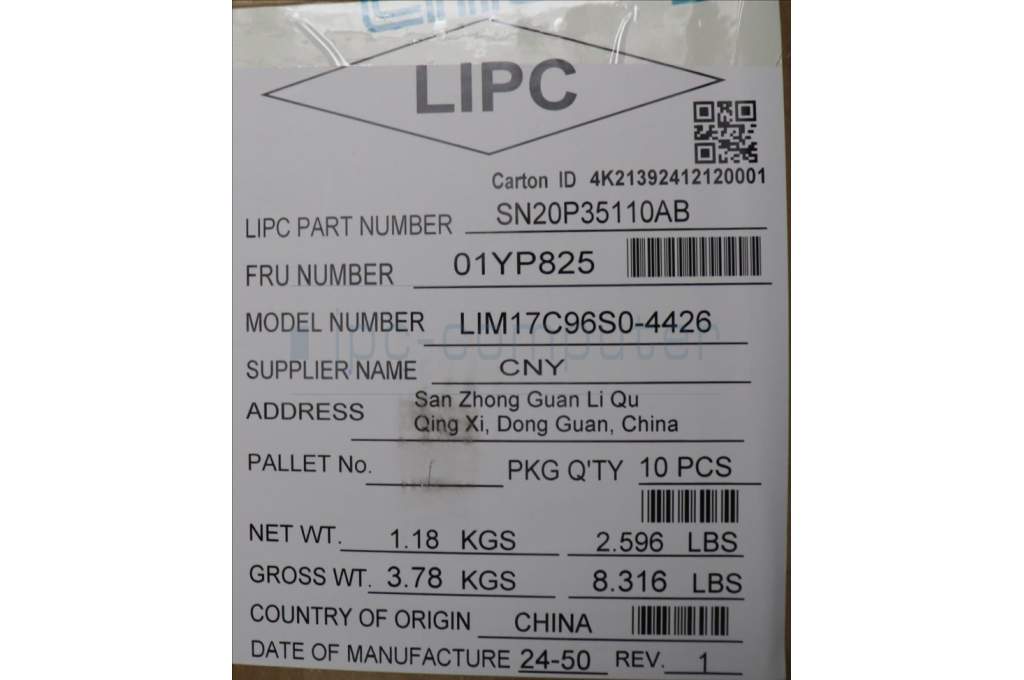 LIPC
Carton ID 4K21392412120001
LIPC PART NUMBER SN20P35110AB
FRU NUMBER 01YP825
MODEL NUMBER LIM17C96S0-4426
ipc-computer
SUPPLIER NAME CNY
ADDRESS San Zhong Guan Li Qu
Qing Xi, Dong Guan, China
PALLET No. PKG Q'TY 10 PCS
NET WT. 1.18 KGS 2.596 LBS
GROSS WT. 3.78 KGS 8.316 LBS
COUNTRY OF ORIGIN CHINA
DATE OF MANUFACTURE 24-50 REV. 1